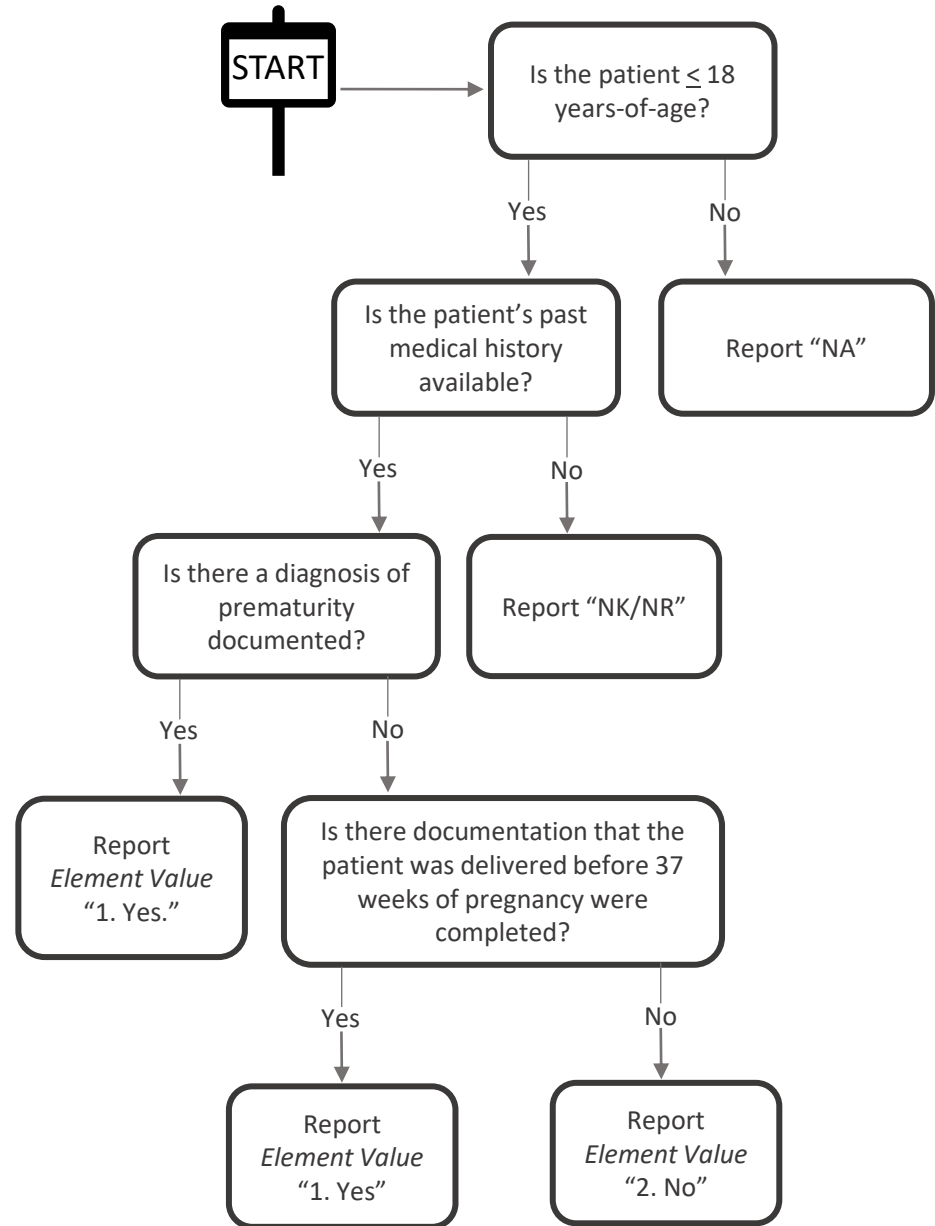 START
Is the patient ≤ 18
years-of-age?
Yes
No
Is the patient’s past
medical history
available?
Report “NA”
Yes
No
Is there a diagnosis of
prematurity
documented?
Report “NK/NR”
Yes
No
Report
Element Value
“1. Yes.”
Is there documentation that the
patient was delivered before 37
weeks of pregnancy were
completed?
Yes
No
Report
Element Value
“1. Yes”
Report
Element Value
“2. No”